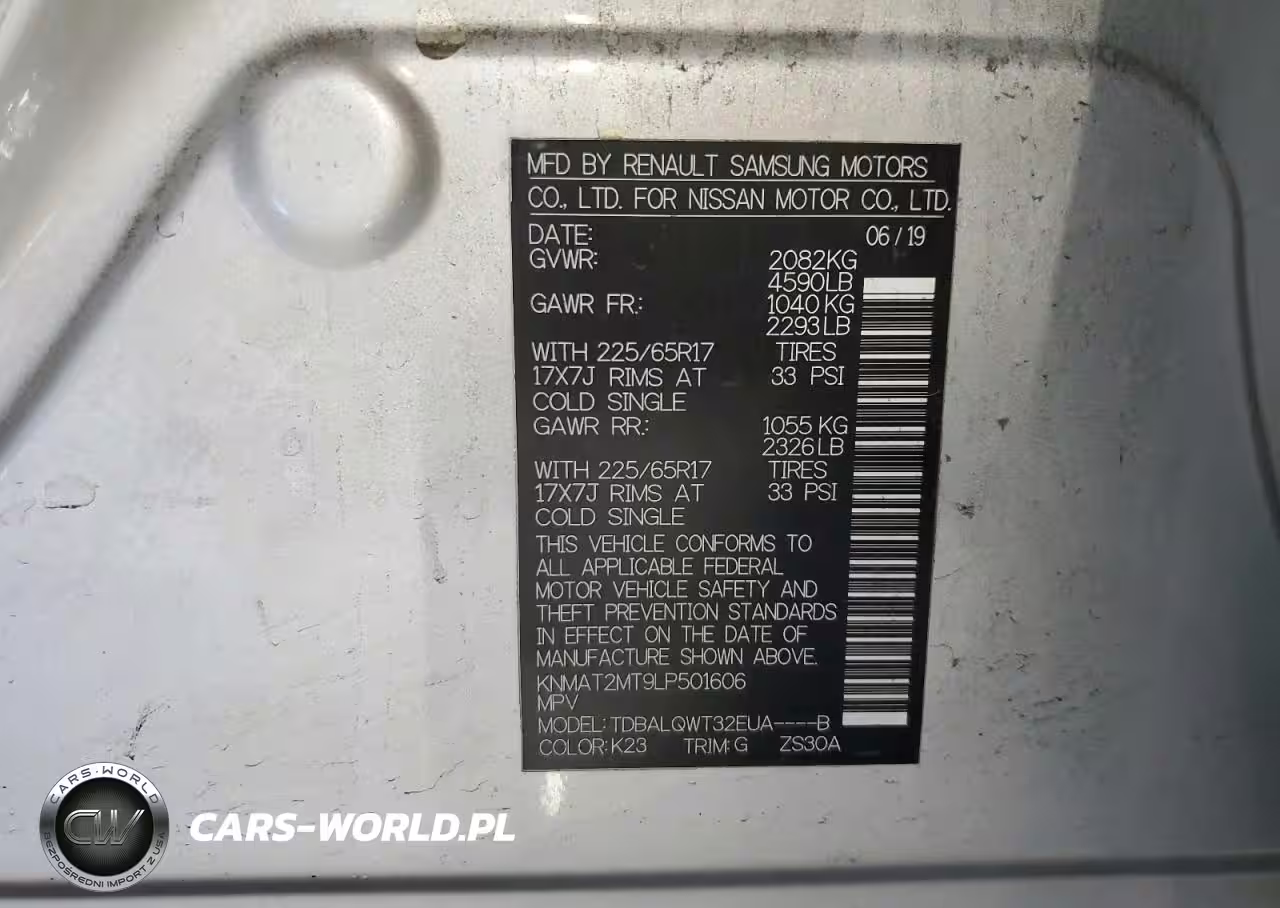 MFD BY RENAULT SAMSUNG MOTORS
CO., LTD. FOR NISSAN MOTOR CO., LTD.
DATE: 06/19
GVWR: 2082KG
4590LB
GAWR FR.: 1040KG
2293LB
WITH 225/65R17 TIRES
17X7J RIMS AT 33 PSI
COLD SINGLE
GAWR RR.: 1055KG
2326LB
WITH 225/65R17 TIRES
17X7J RIMS AT 33 PSI
COLD SINGLE
THIS VEHICLE CONFORMS TO
ALL APPLICABLE FEDERAL
MOTOR VEHICLE SAFETY AND
THEFT PREVENTION STANDARDS
IN EFFECT ON THE DATE OF
MANUFACTURE SHOWN ABOVE.
KNMAT2MT9LP501606
MPV
MODEL: TDBALQWT32EUA----B
COLOR: K23 TRIM: G ZS30A
CARS-WORLD
CW
BEZPOŚREDNI IMPORT Z USA
CARS-WORLD.PL